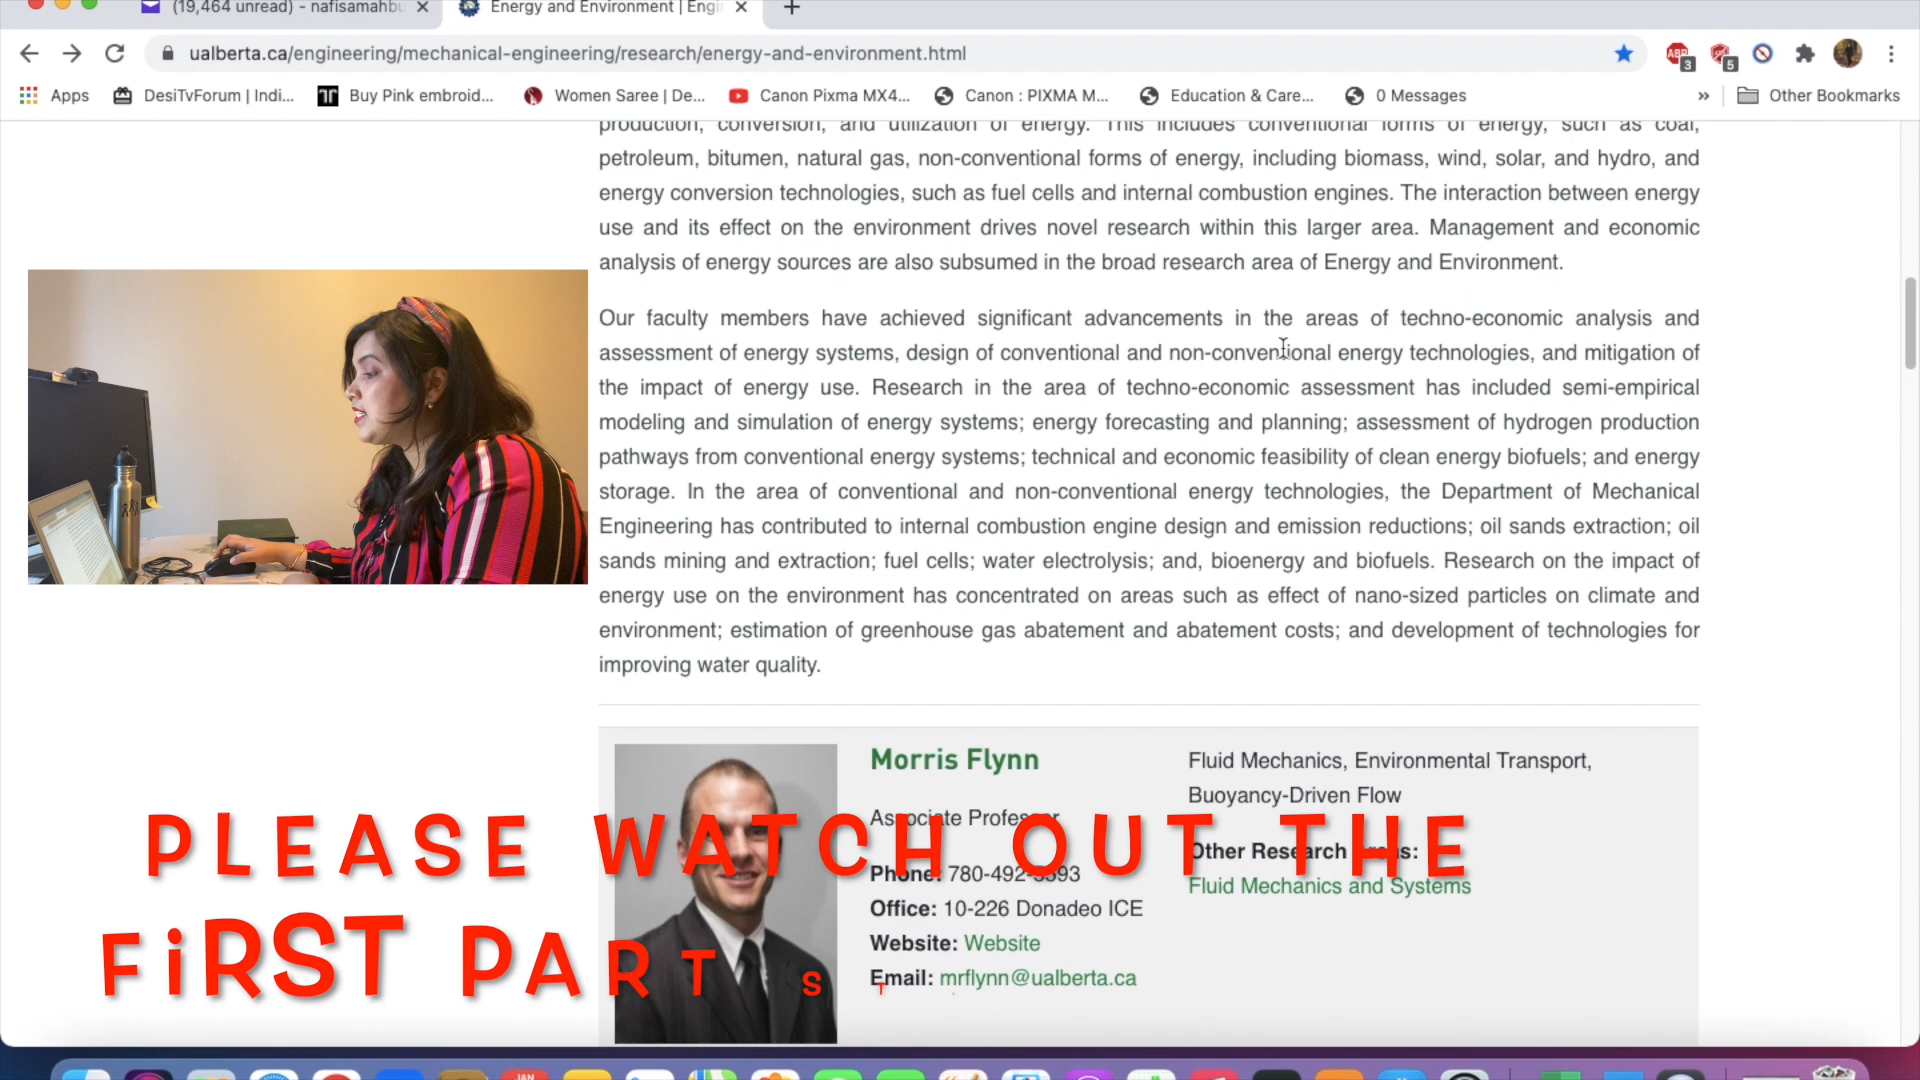 (19,464 unread) - nafisamahbu
Energy and Environment | Engi
ualberta.ca/engineering/mechanical-engineering/research/energy-and-environment.html
3
5
Apps
DesiTvForum | Indi...
Buy Pink embroid...
Women Saree | De...
Canon Pixma MX4...
Canon : PIXMA M...
Education & Care...
0 Messages
»
Other Bookmarks
production, conversion, and utilization of energy. This includes conventional forms of energy, such as coal,
petroleum, bitumen, natural gas, non-conventional forms of energy, including biomass, wind, solar, and hydro, and
energy conversion technologies, such as fuel cells and internal combustion engines. The interaction between energy
use and its effect on the environment drives novel research within this larger area. Management and economic
analysis of energy sources are also subsumed in the broad research area of Energy and Environment.
Our faculty members have achieved significant advancements in the areas of techno-economic analysis and
assessment of energy systems, design of conventional and non-conventional energy technologies, and mitigation of
the impact of energy use. Research in the area of techno-economic assessment has included semi-empirical
modeling and simulation of energy systems; energy forecasting and planning; assessment of hydrogen production
pathways from conventional energy systems; technical and economic feasibility of clean energy biofuels; and energy
storage. In the area of conventional and non-conventional energy technologies, the Department of Mechanical
Engineering has contributed to internal combustion engine design and emission reductions; oil sands extraction; oil
sands mining and extraction; fuel cells; water electrolysis; and, bioenergy and biofuels. Research on the impact of
energy use on the environment has concentrated on areas such as effect of nano-sized particles on climate and
environment; estimation of greenhouse gas abatement and abatement costs; and development of technologies for
improving water quality.
Morris Flynn
Associate Professor
Phone: 780-492-
Office: 10-226 Donadeo ICE
Website: Website
Email: mrflynn@ualberta.ca
Fluid Mechanics, Environmental Transport,
Buoyancy-Driven Flow
Other Research Areas:
Fluid Mechanics and Systems
PLEASE WATCH OUT THE
FiRST PART ST
JAN